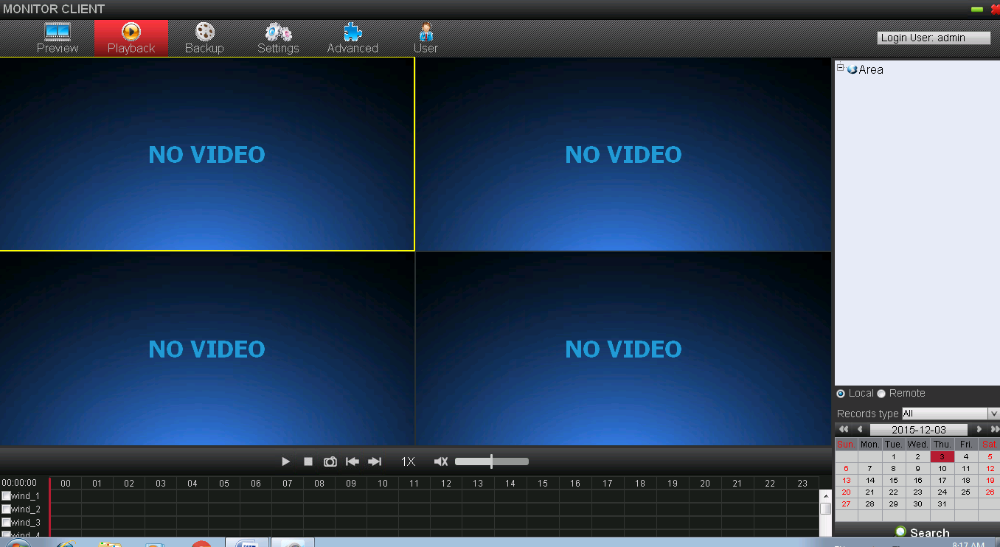 MONITOR CLIENT
Preview Playback Backup Settings Advanced User
Login User: admin
Area
NO VIDEO NO VIDEO
NO VIDEO NO VIDEO
Local Remote
Records type All
2015-12-03
Sun. Mon. Tue. Wed. Thu. Fri. Sat
1 2 3 4 5
6 7 8 9 10 11 12
13 14 15 16 17 18 19
20 21 22 23 24 25 26
27 28 29 30 31
Search
1X
00:00:00 00 01 02 03 04 05 06 07 08 09 10 11 12 13 14 15 16 17 18 19 20 21 22 23
wind_1
wind_2
wind_3
wind_4
8:17 AM